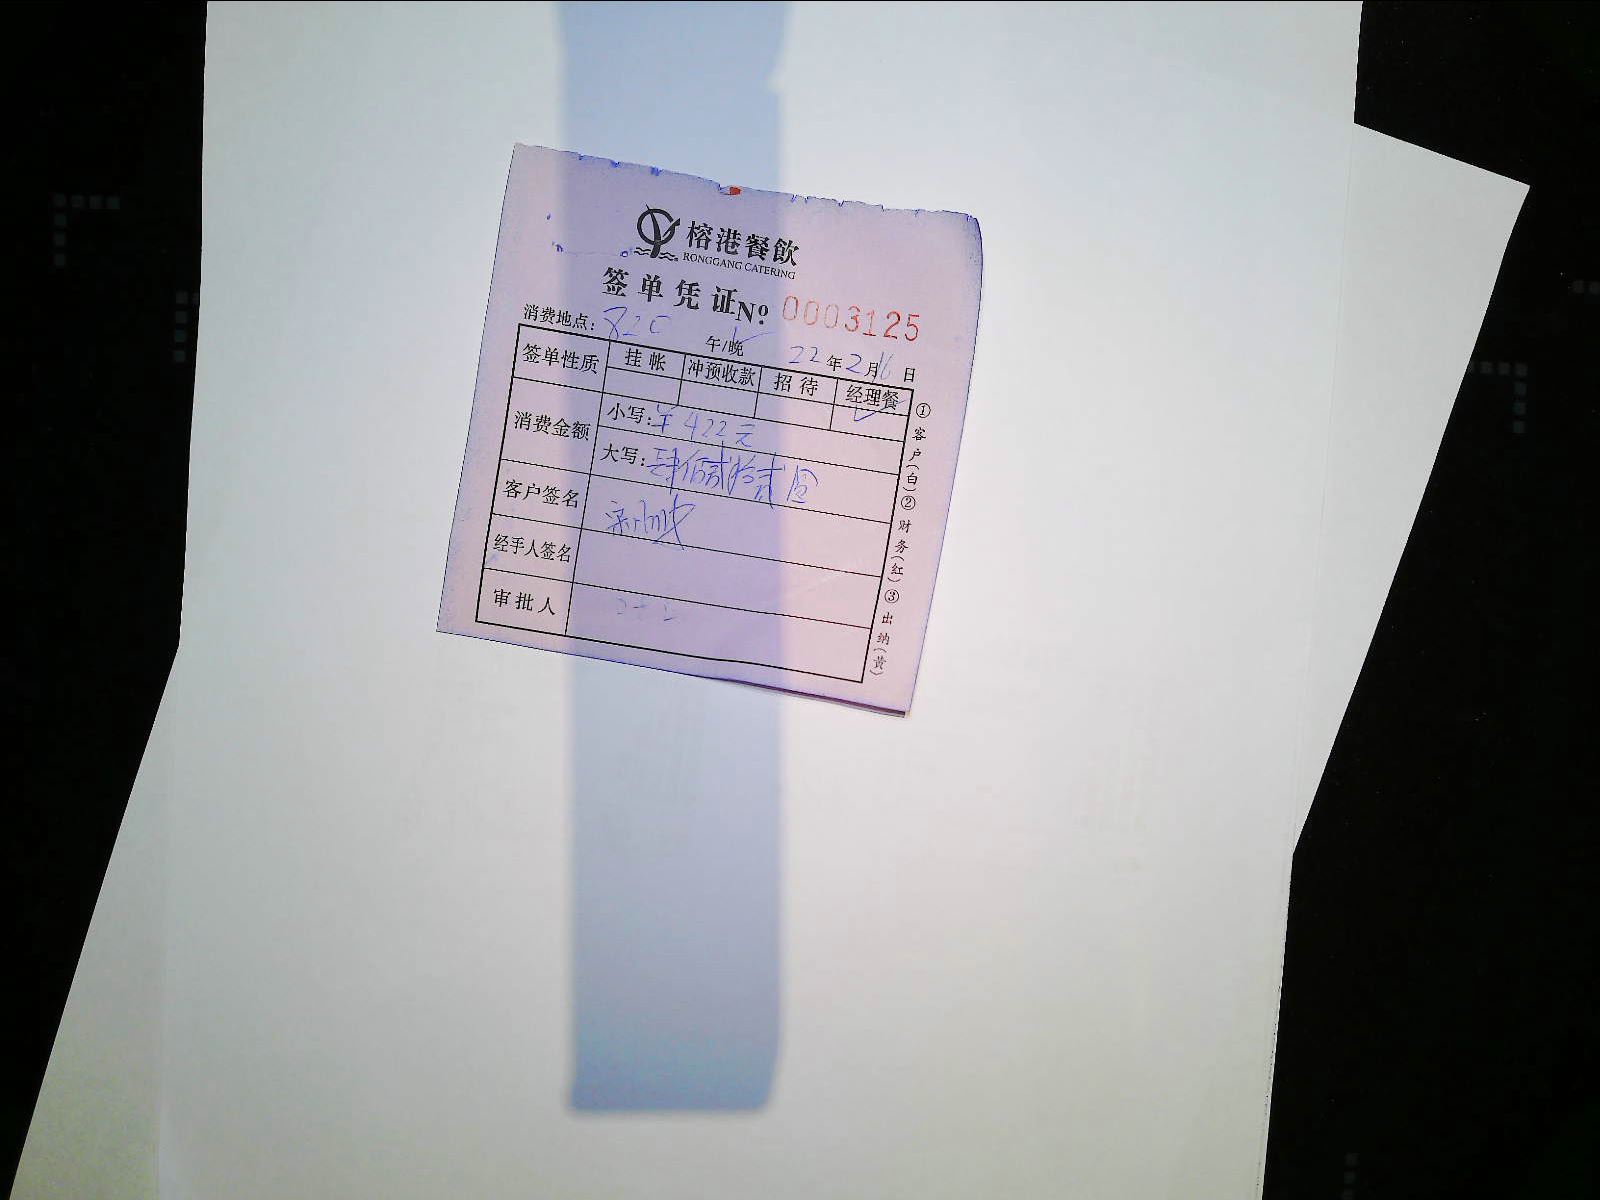 榕港餐飲
RONGGANG CATERING
签单凭证 Nº 0003125
消费地点: 820
午/晚 22年2月16日
签单性质 挂帐 冲预收款 招待 经理餐
消费金额 小写: ¥422元
大写: 肆佰贰拾贰圆
客户签名
经手人签名
审批人
①客户(白)②财务(红)③出纳(黄)